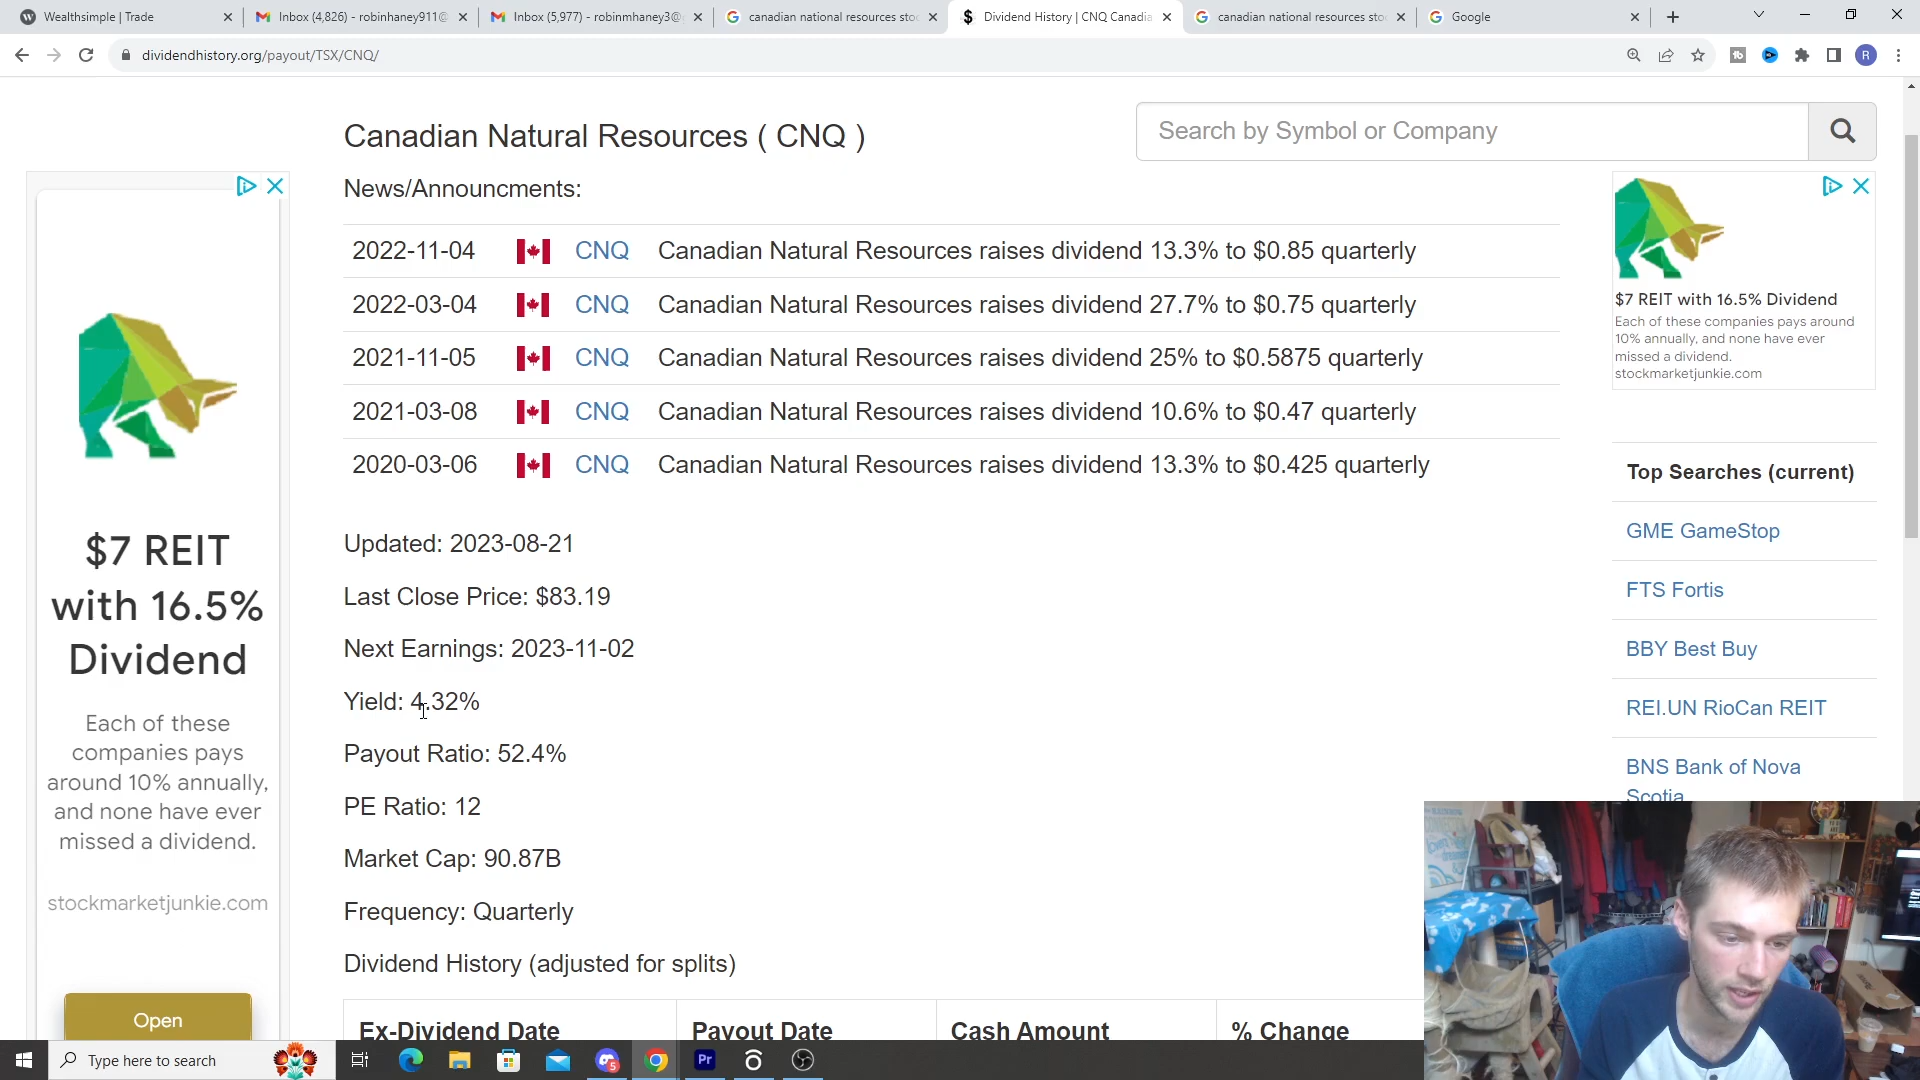 Wealthsimple | Trade
Inbox (4,826) - robinhaney911@
Inbox (5,977) - robinmhaney3@
canadian national resources stoc
Dividend History | CNQ Canadia
canadian national resources sto
Google
dividendhistory.org/payout/TSX/CNQ/
R
Canadian Natural Resources ( CNQ )
Search by Symbol or Company
News/Announcments:
2022-11-04 CNQ Canadian Natural Resources raises dividend 13.3% to $0.85 quarterly
2022-03-04 CNQ Canadian Natural Resources raises dividend 27.7% to $0.75 quarterly
2021-11-05 CNQ Canadian Natural Resources raises dividend 25% to $0.5875 quarterly
2021-03-08 CNQ Canadian Natural Resources raises dividend 10.6% to $0.47 quarterly
2020-03-06 CNQ Canadian Natural Resources raises dividend 13.3% to $0.425 quarterly
Updated: 2023-08-21
Last Close Price: $83.19
Next Earnings: 2023-11-02
Yield: 4.32%
Payout Ratio: 52.4%
PE Ratio: 12
Market Cap: 90.87B
Frequency: Quarterly
Dividend History (adjusted for splits)
Ex-Dividend Date Payout Date Cash Amount % Change
$7 REIT
with 16.5%
Dividend
Each of these
companies pays
around 10% annually,
and none have ever
missed a dividend.
stockmarketjunkie.com
Open
$7 REIT with 16.5% Dividend
Each of these companies pays around
10% annually, and none have ever
missed a dividend.
stockmarketjunkie.com
Top Searches (current)
GME GameStop
FTS Fortis
BBY Best Buy
REI.UN RioCan REIT
BNS Bank of Nova
Scotia
Type here to search
5
Pr